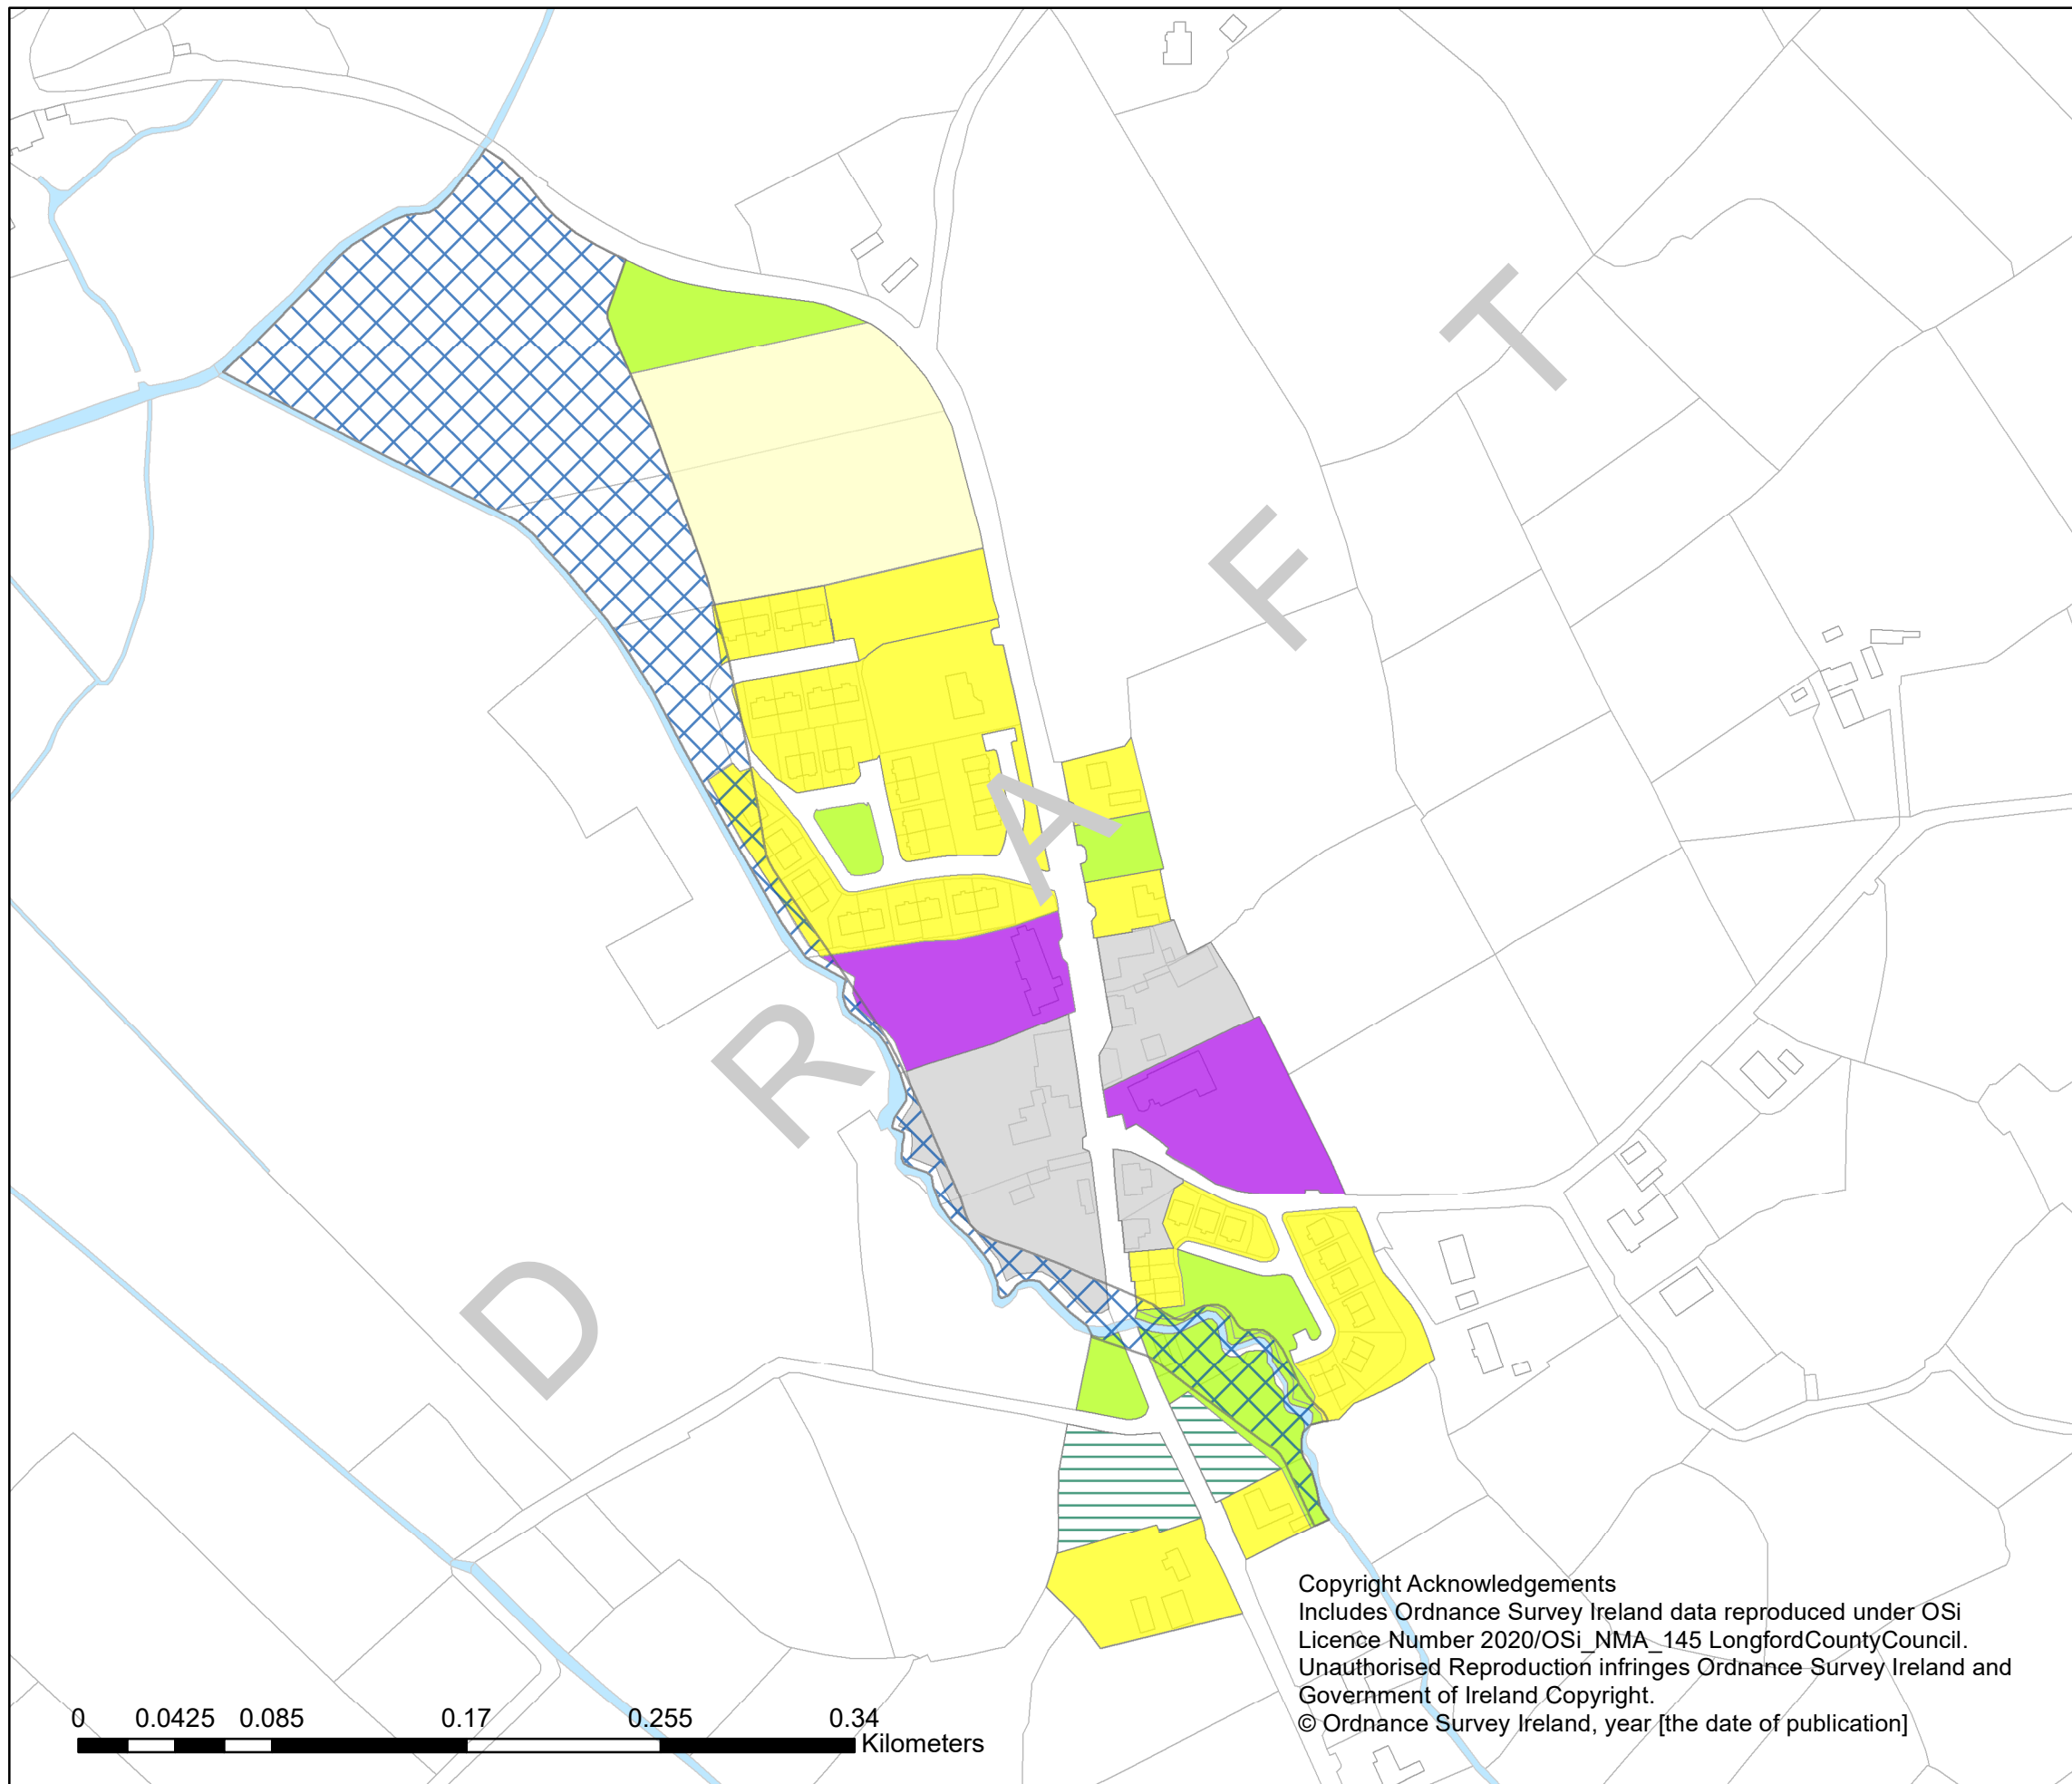 D R A F T
Copyright Acknowledgements
Includes Ordnance Survey Ireland data reproduced under OSi
Licence Number 2020/OSi_NMA_145 LongfordCountyCouncil.
Unauthorised Reproduction infringes Ordnance Survey Ireland and
Government of Ireland Copyright.
© Ordnance Survey Ireland, year [the date of publication]
0 0.0425 0.085 0.17 0.255 0.34
Kilometers